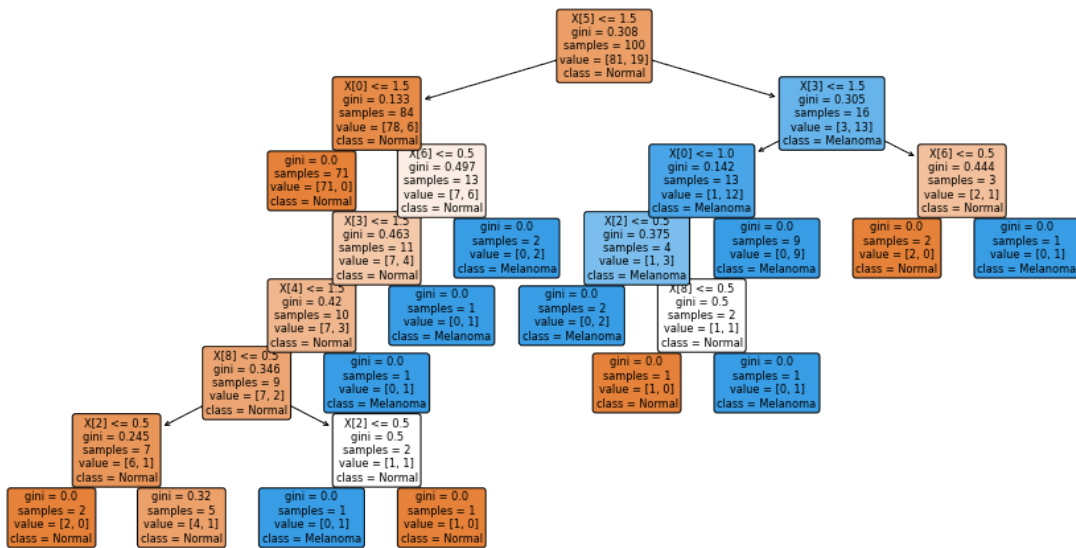 X[5] <= 1.5
gini = 0.308
samples = 100
value = [81, 19]
class = Normal
X[0] <= 1.5
gini = 0.133
samples = 84
value = [78, 6]
class = Normal
X[3] <= 1.5
gini = 0.305
samples = 16
value = [3, 13]
class = Melanoma
gini = 0.0
samples = 71
value = [71, 0]
class = Normal
X[6] <= 0.5
gini = 0.497
samples = 13
value = [7, 6]
class = Normal
X[0] <= 1.0
gini = 0.142
samples = 13
value = [1, 12]
class = Melanoma
X[6] <= 0.5
gini = 0.444
samples = 3
value = [2, 1]
class = Normal
X[3] <= 1.5
gini = 0.463
samples = 11
value = [7, 4]
class = Normal
gini = 0.0
samples = 2
value = [0, 2]
class = Melanoma
X[2] <= 0.5
gini = 0.375
samples = 4
value = [1, 3]
class = Melanoma
gini = 0.0
samples = 9
value = [0, 9]
class = Melanoma
gini = 0.0
samples = 2
value = [2, 0]
class = Normal
gini = 0.0
samples = 1
value = [0, 1]
class = Melanoma
X[4] <= 1.5
gini = 0.42
samples = 10
value = [7, 3]
class = Normal
gini = 0.0
samples = 1
value = [0, 1]
class = Melanoma
gini = 0.0
samples = 2
value = [0, 2]
class = Melanoma
X[8] <= 0.5
gini = 0.5
samples = 2
value = [1, 1]
class = Normal
X[8] <= 0.5
gini = 0.346
samples = 9
value = [7, 2]
class = Normal
gini = 0.0
samples = 1
value = [0, 1]
class = Melanoma
gini = 0.0
samples = 1
value = [1, 0]
class = Normal
gini = 0.0
samples = 1
value = [0, 1]
class = Melanoma
X[2] <= 0.5
gini = 0.245
samples = 7
value = [6, 1]
class = Normal
X[2] <= 0.5
gini = 0.5
samples = 2
value = [1, 1]
class = Normal
gini = 0.0
samples = 2
value = [2, 0]
class = Normal
gini = 0.32
samples = 5
value = [4, 1]
class = Normal
gini = 0.0
samples = 1
value = [0, 1]
class = Melanoma
gini = 0.0
samples = 1
value = [1, 0]
class = Normal